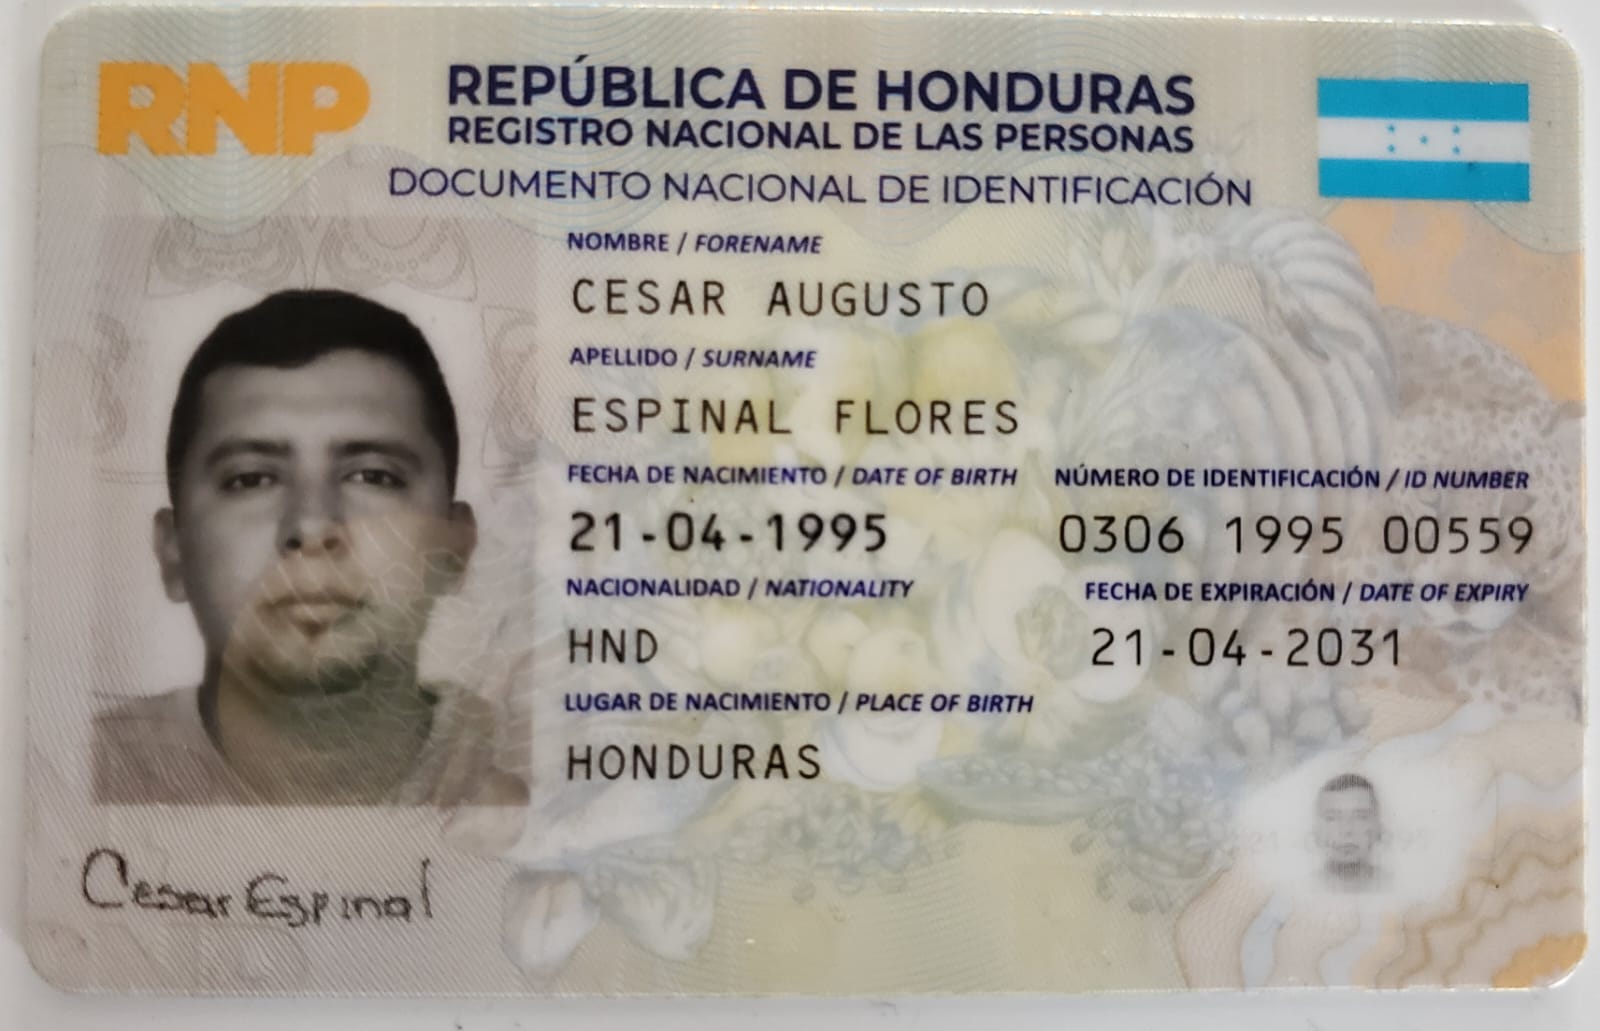 RNP
REPÚBLICA DE HONDURAS
REGISTRO NACIONAL DE LAS PERSONAS
DOCUMENTO NACIONAL DE IDENTIFICACIÓN
NOMBRE / FORENAME
CESAR AUGUSTO
APELLIDO / SURNAME
ESPINAL FLORES
FECHA DE NACIMIENTO / DATE OF BIRTH
21-04-1995
NÚMERO DE IDENTIFICACIÓN / ID NUMBER
0306 1995 00559
NACIONALIDAD / NATIONALITY
HND
FECHA DE EXPIRACIÓN / DATE OF EXPIRY
21-04-2031
LUGAR DE NACIMIENTO / PLACE OF BIRTH
HONDURAS
Cesar Espinal